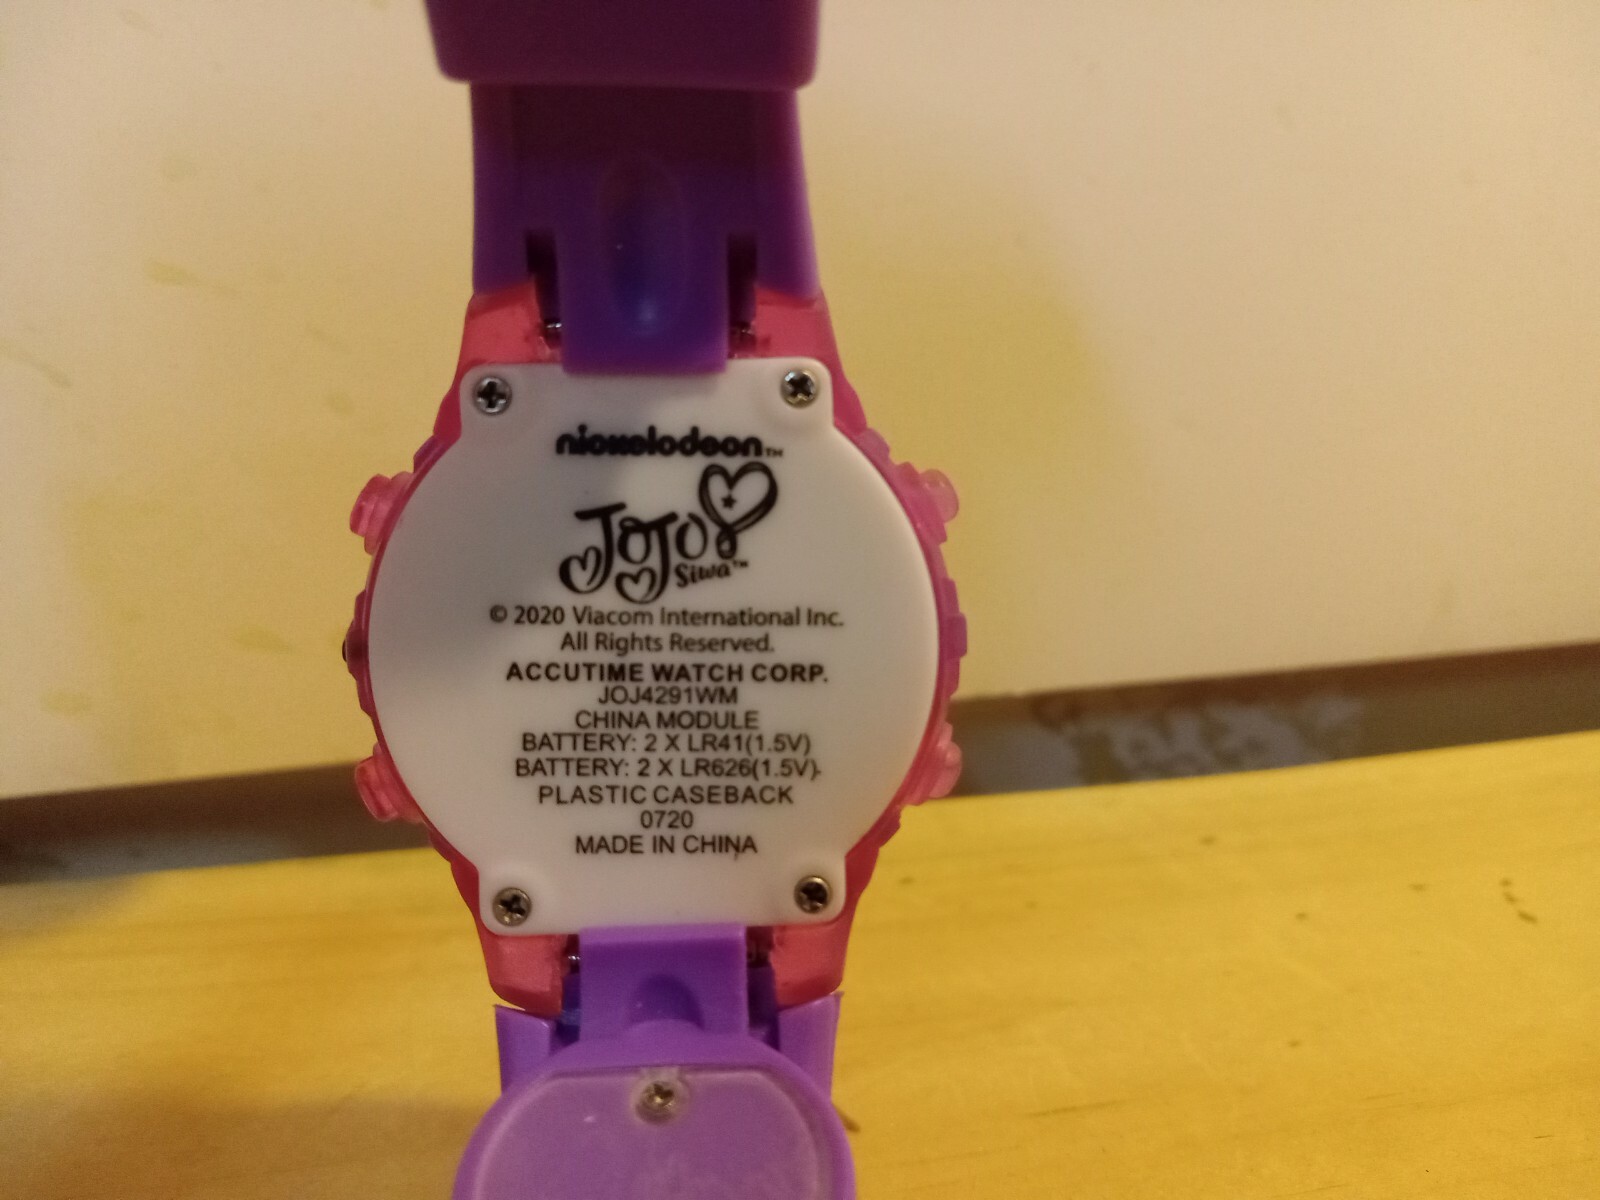 nickelodeon™
JoJo
Siwa™
© 2020 Viacom International Inc.
All Rights Reserved.
ACCUTIME WATCH CORP.
JOJ4291WM
CHINA MODULE
BATTERY: 2 X LR41(1.5V)
BATTERY: 2 X LR626(1.5V)
PLASTIC CASEBACK
0720
MADE IN CHINA